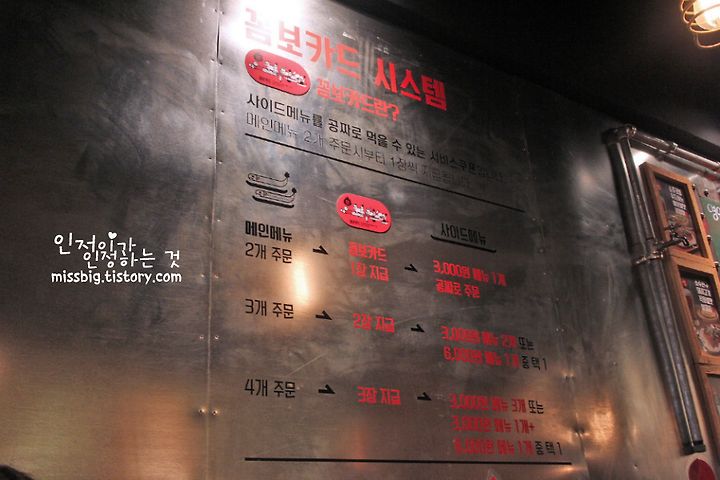 꼼보카드 시스템
꼼보카드란?
사이드메뉴를 공짜로 먹을 수 있는 서비스쿠폰입니다.
메인메뉴 2개 주문시부터 1장씩 지급됩니다.
메인메뉴
사이드메뉴
2개 주문 → 꼼보카드 1장 지급 → 3,000원 메뉴 1개
공짜로 주문
3개 주문 → 2장 지급 → 3,000원 메뉴 2개 또는
6,000원 메뉴 1개 중 택 1
4개 주문 → 3장 지급 → 3,000원 메뉴 3개 또는
3,000원 메뉴 1개+
6,000원 메뉴 1개 중 택 1
인정하는 것
missbig.tistory.com